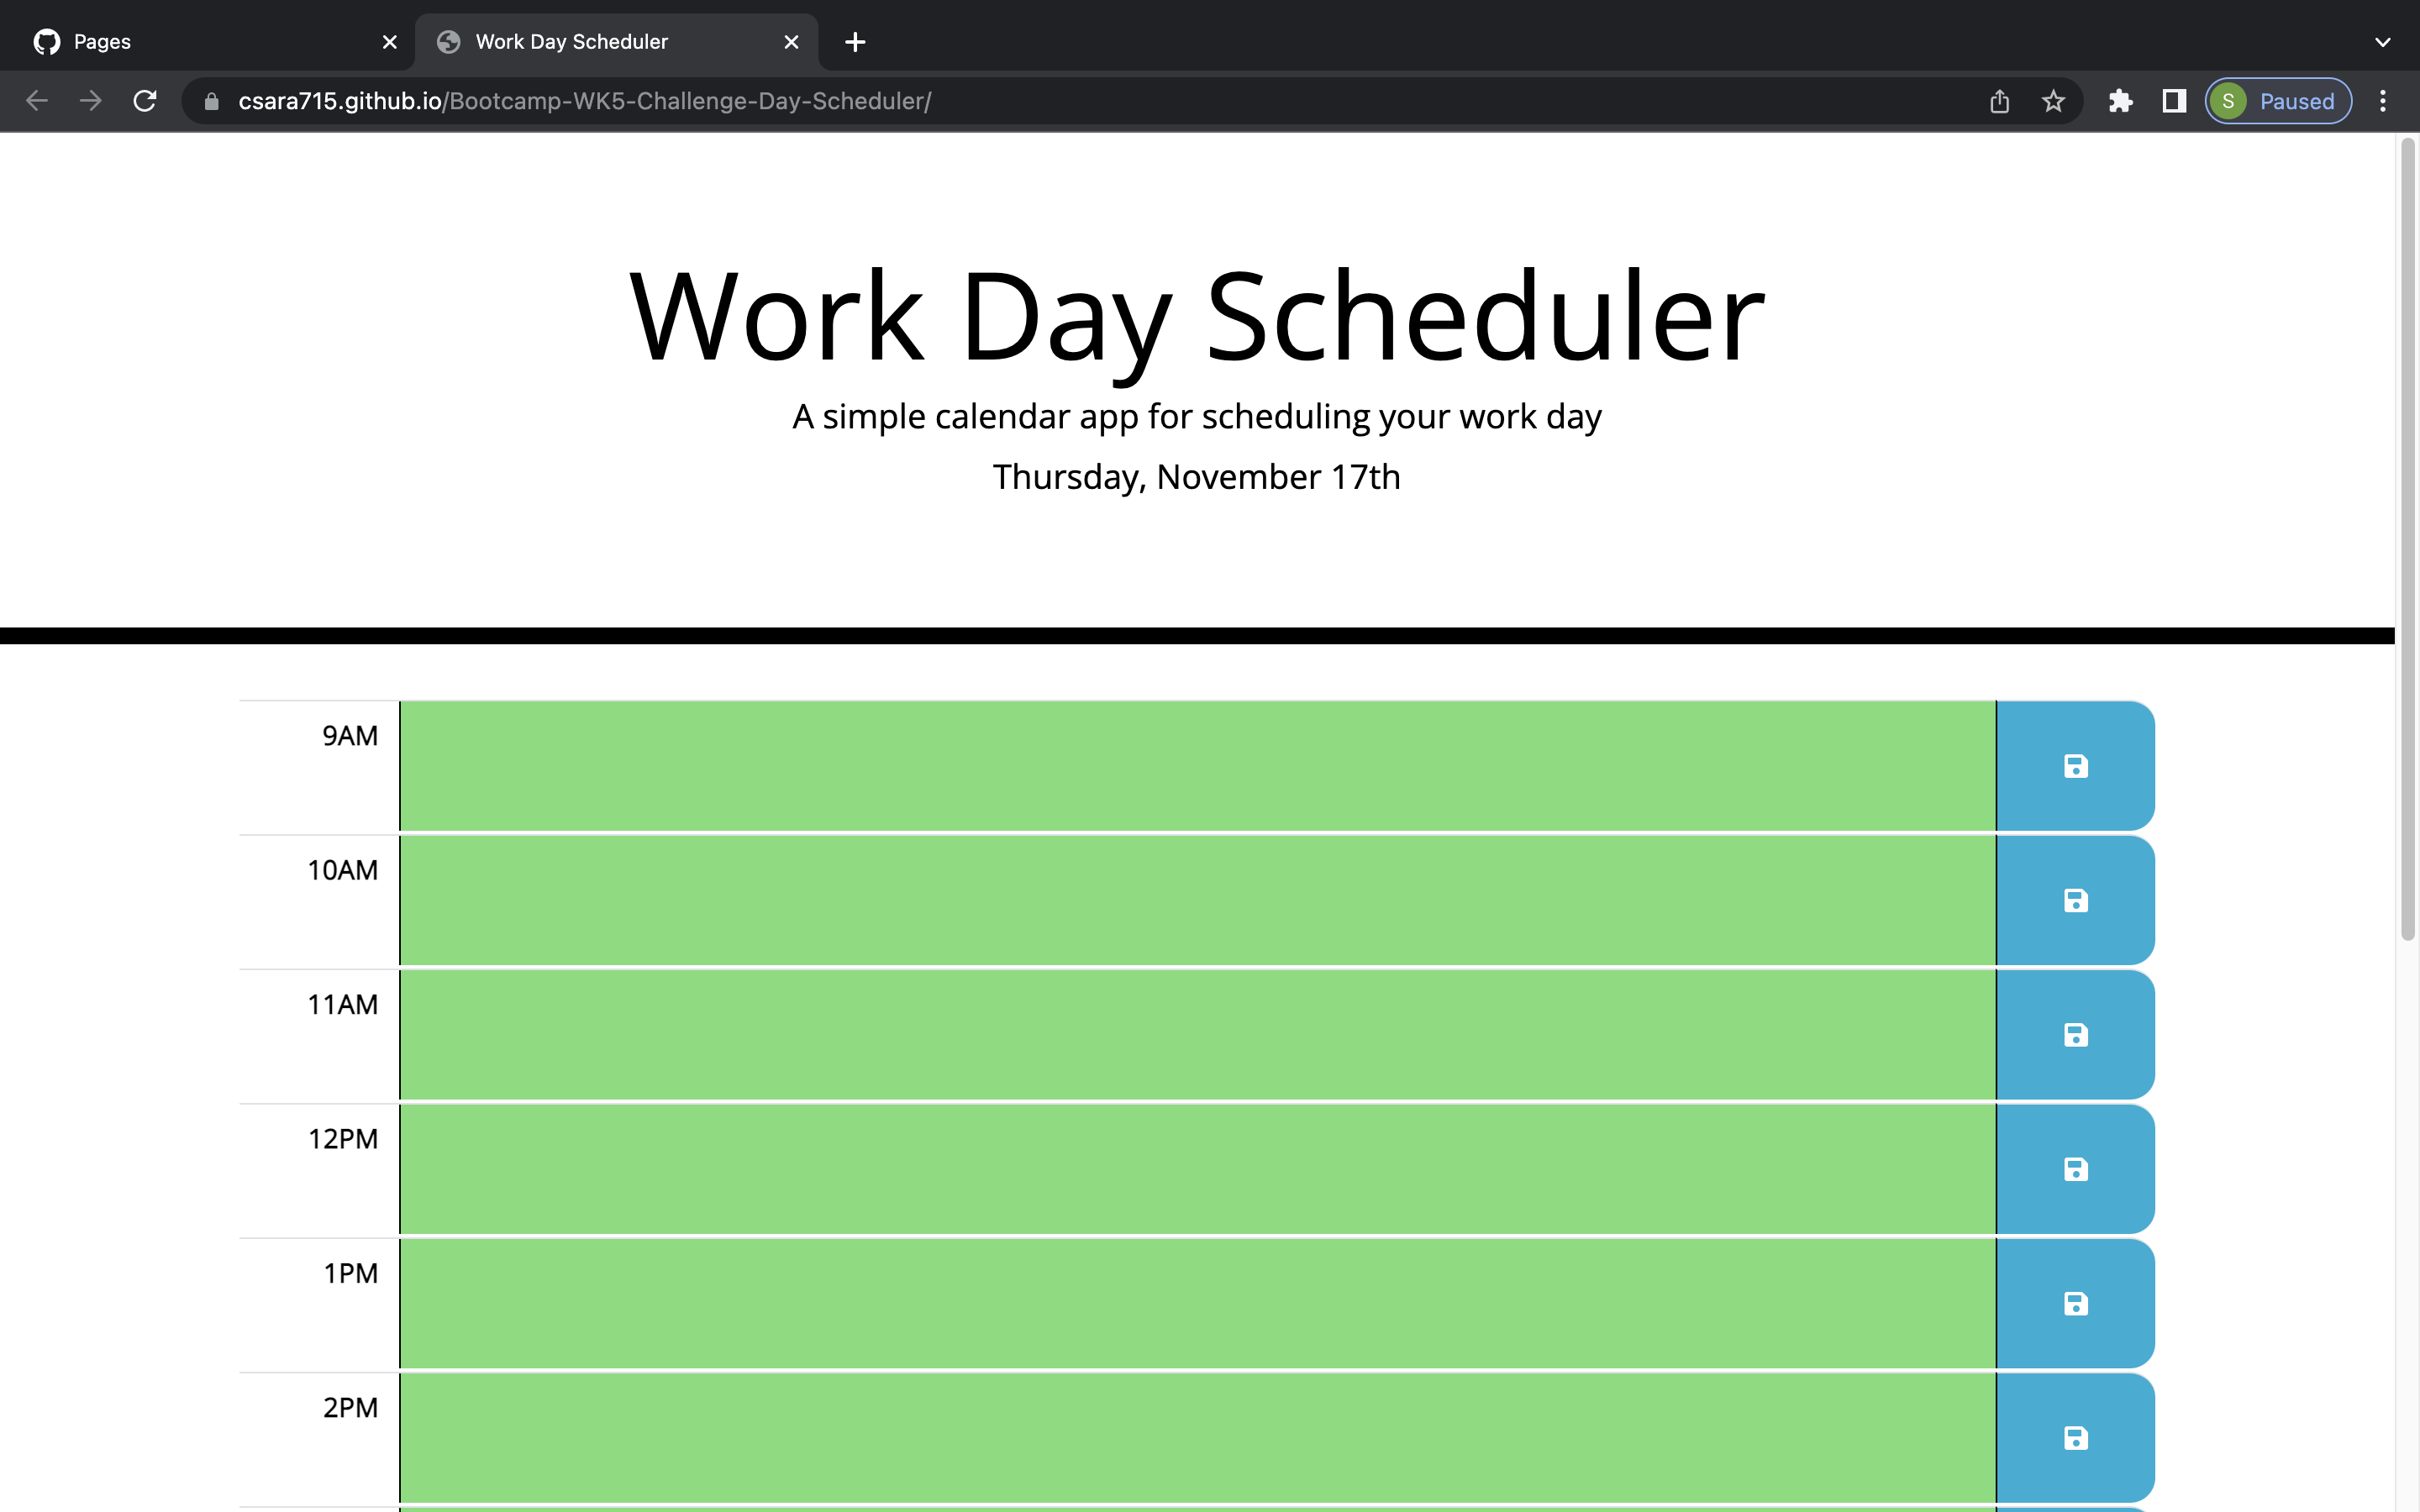 Pages
Work Day Scheduler
csara715.github.io/Bootcamp-WK5-Challenge-Day-Scheduler/
S
Paused
Work Day Scheduler
A simple calendar app for scheduling your work day
Thursday, November 17th
9AM
10AM
11AM
12PM
1PM
2PM